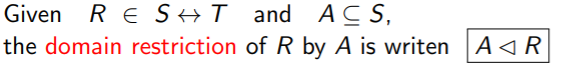 Given R ∈ S ↔ T and A ⊆ S,
the domain restriction of R by A is writen A ◁ R